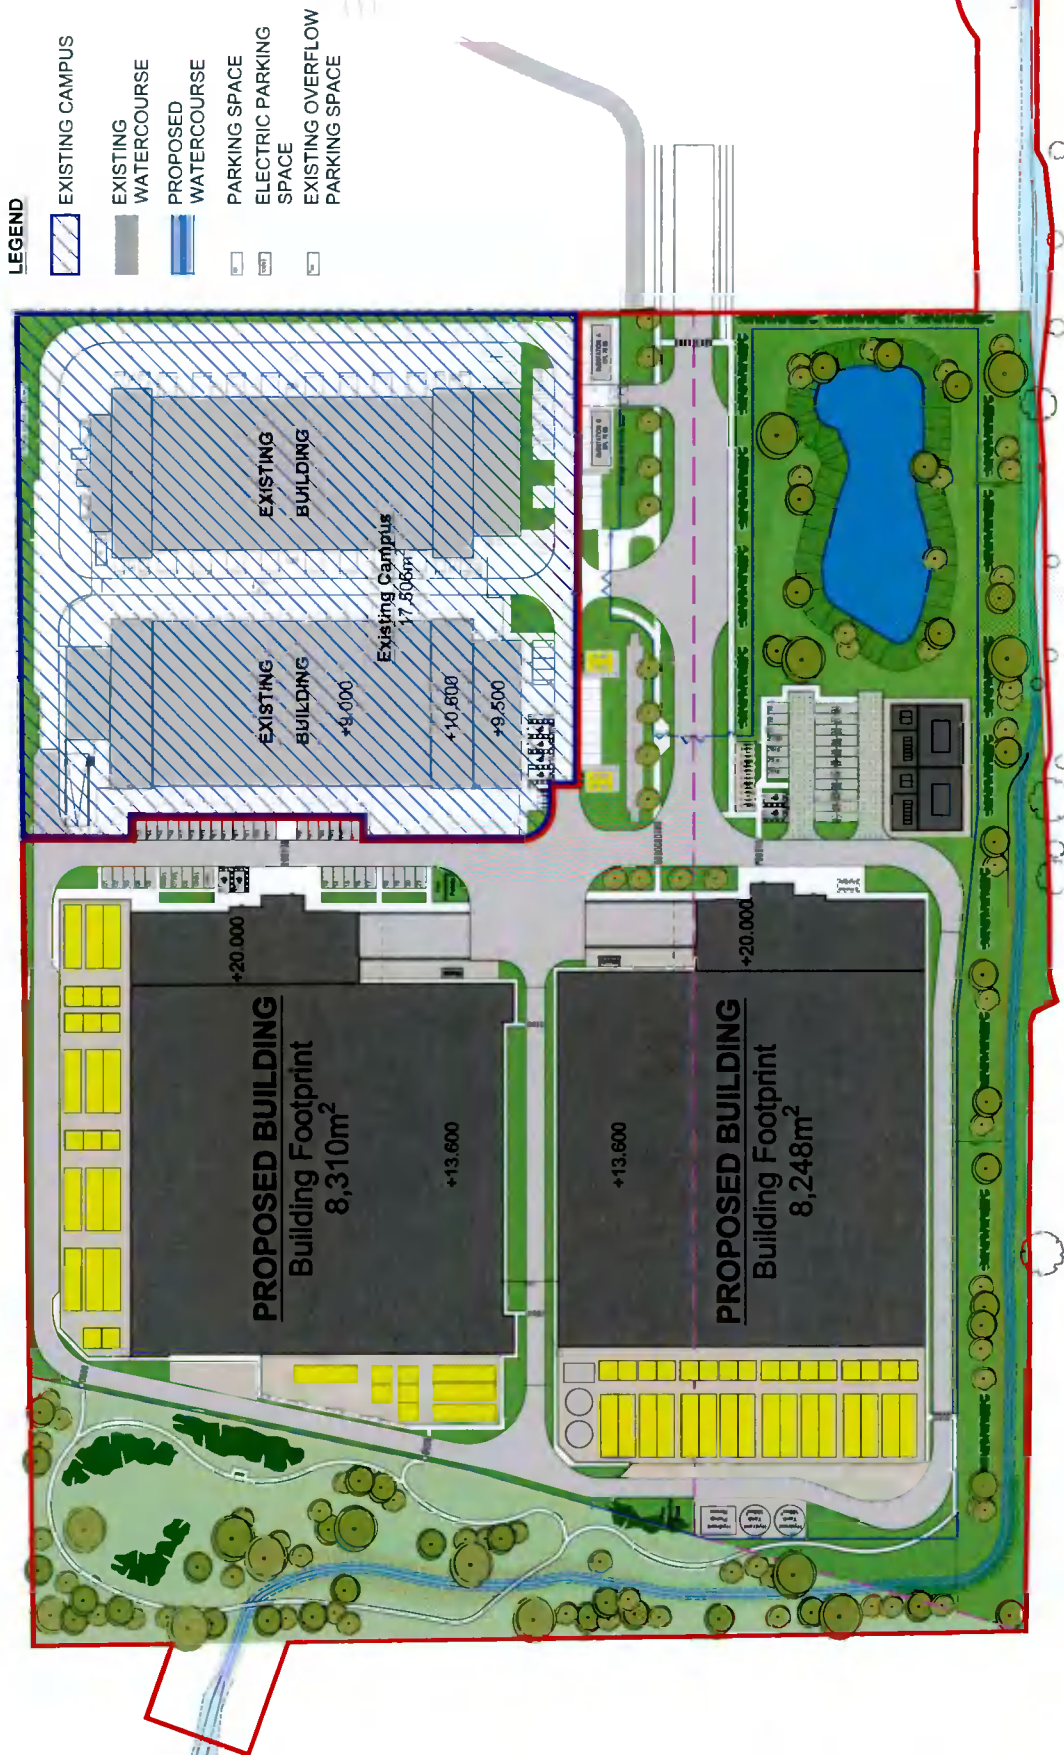 LEGEND
EXISTING CAMPUS
EXISTING
WATERCOURSE
PROPOSED
WATERCOURSE
PARKING SPACE
ELECTRIC PARKING
SPACE
EXISTING OVERFLOW
PARKING SPACE
EXISTING
BUILDING
Existing Campus
17,506m²
EXISTING
BUILDING
+9,000
+10,600
+9,500
+20.000
PROPOSED BUILDING
Building Footprint
8,310m²
+13.600
+20.000
+13.600
PROPOSED BUILDING
Building Footprint
8,248m²